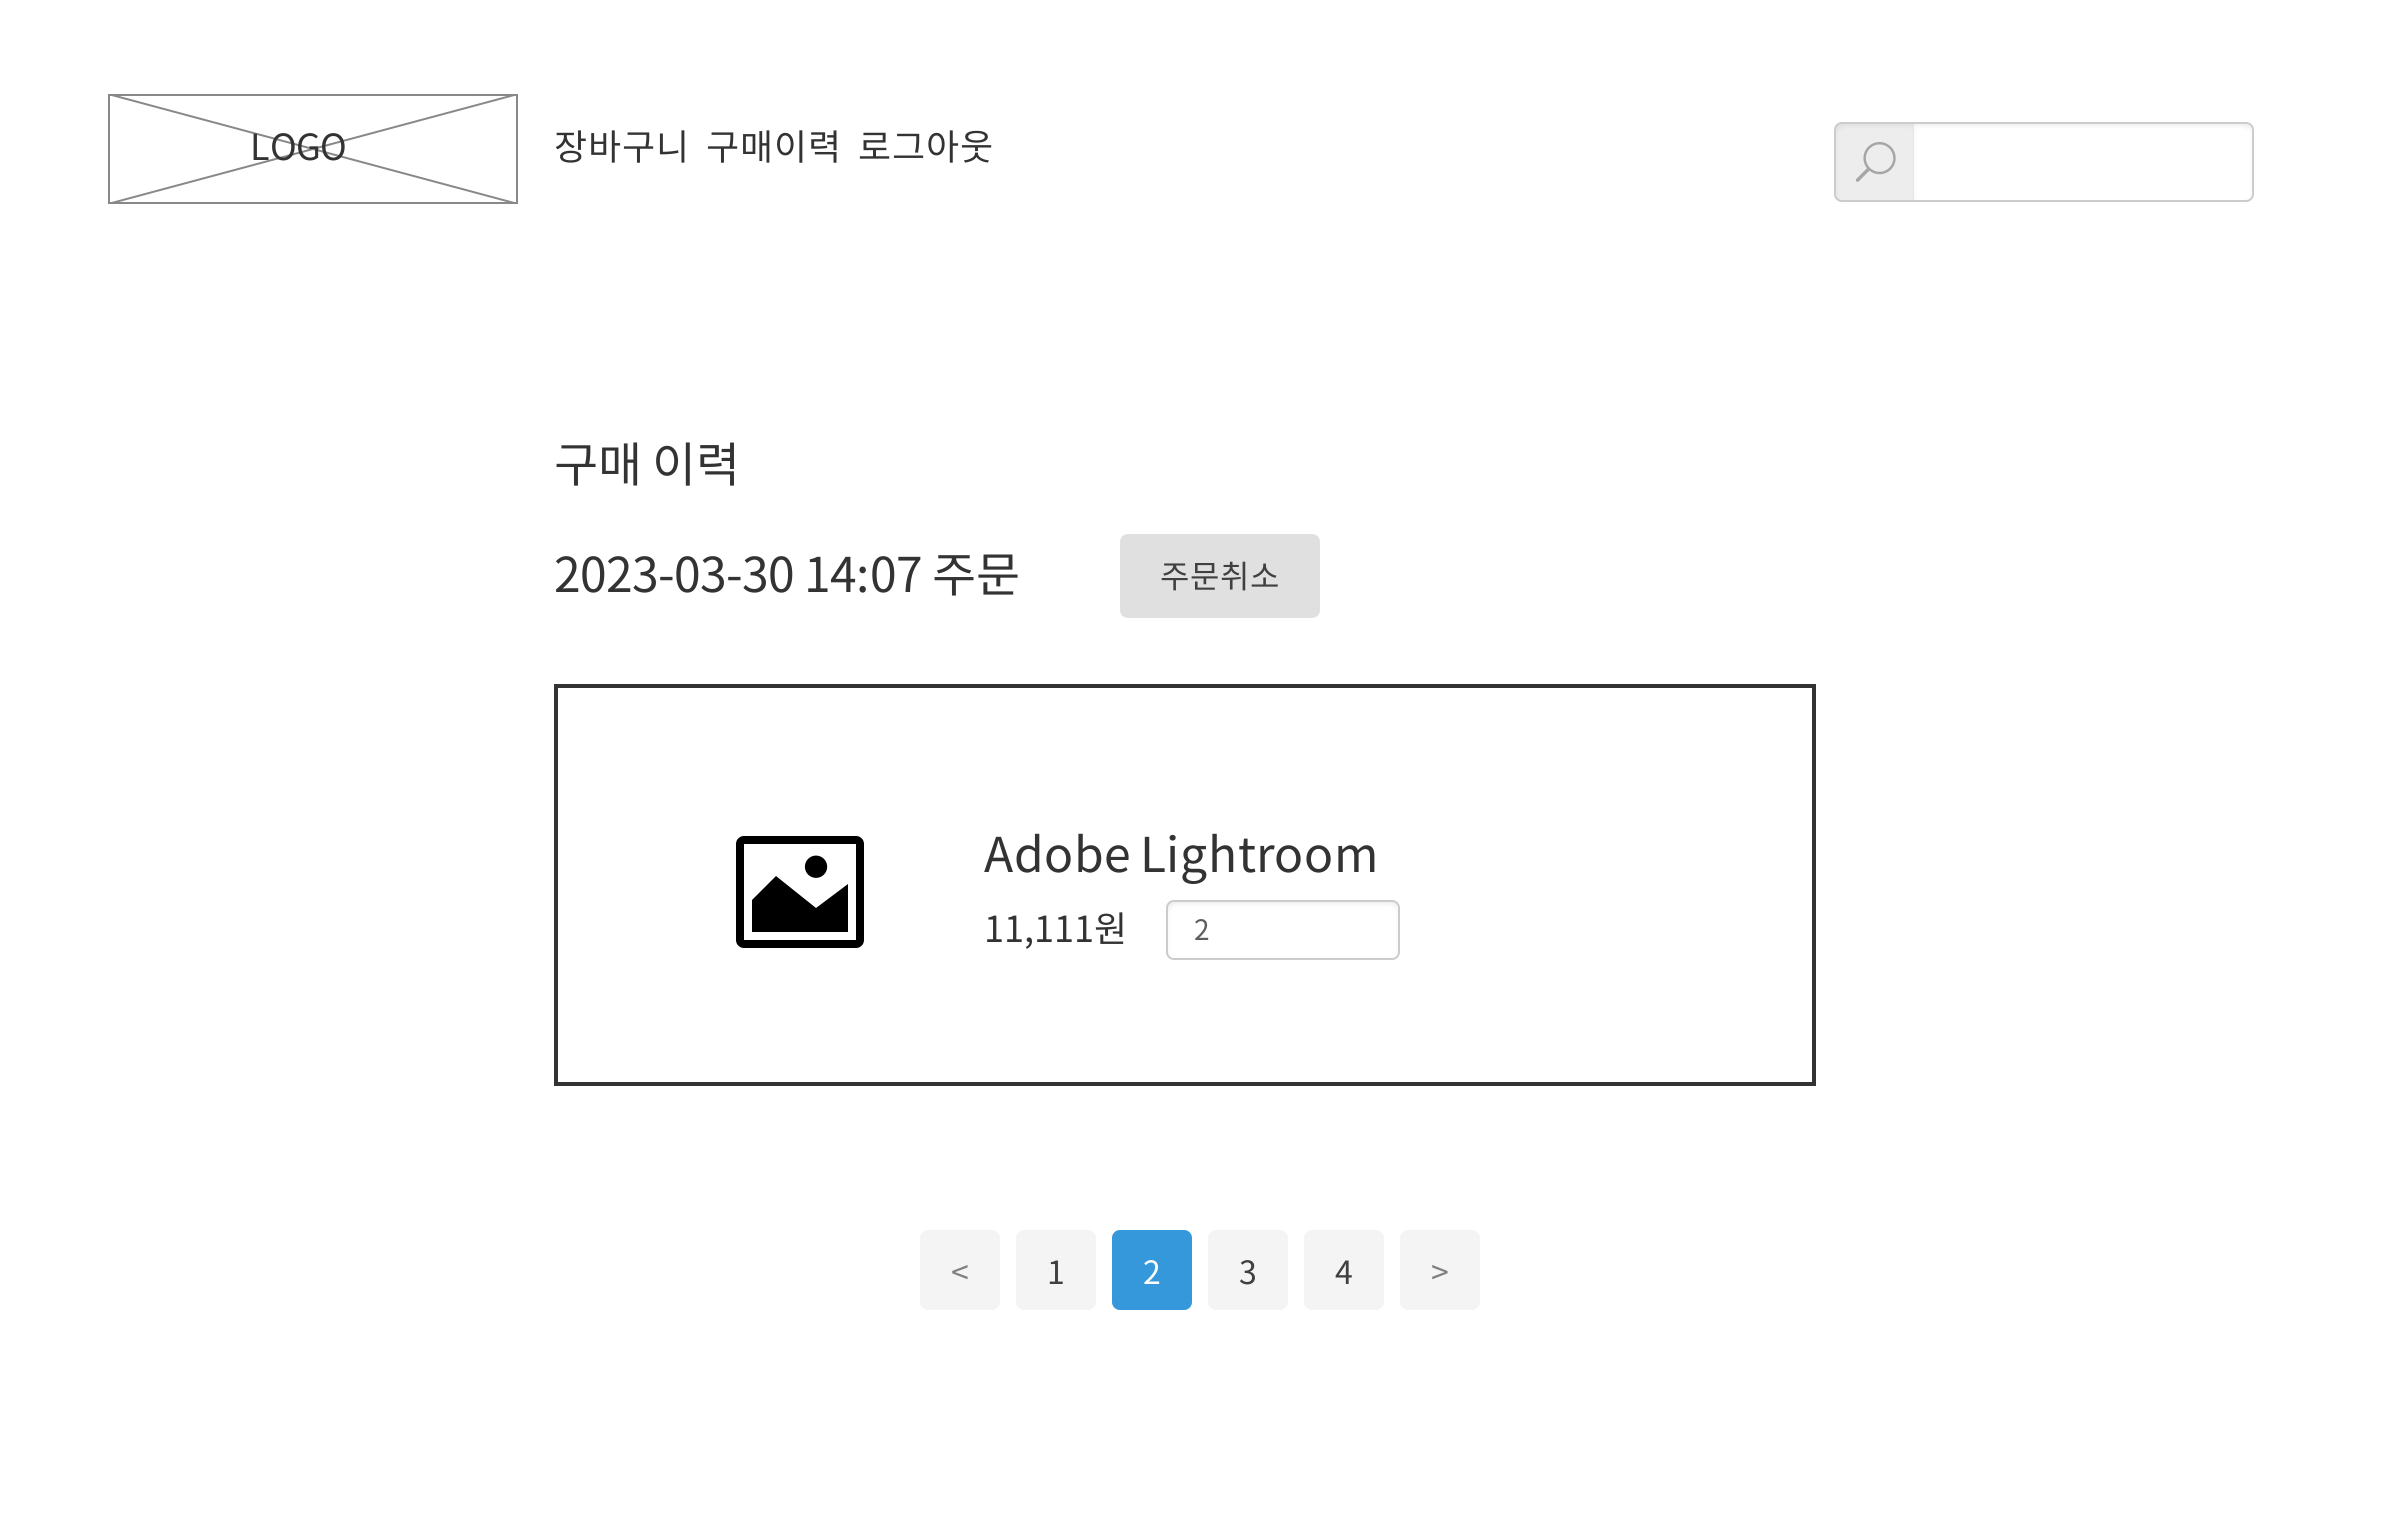 LOGO
장바구니 구매이력 로그아웃
구매 이력
2023-03-30 14:07 주문
주문취소
Adobe Lightroom
11,111원
2
< 1 2 3 4 >